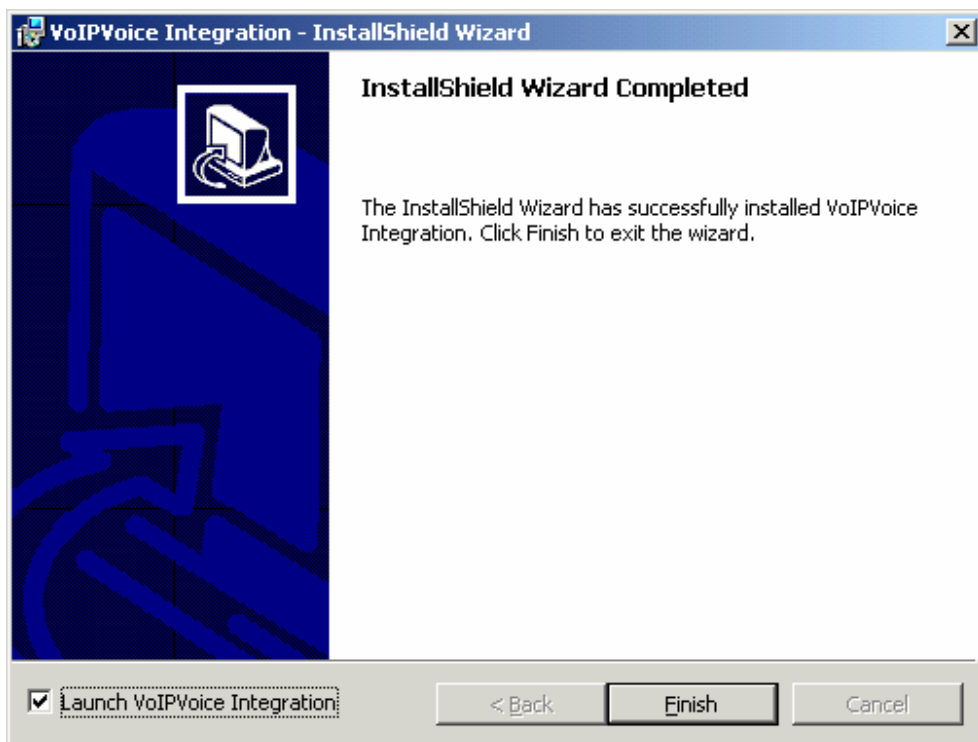 VoIPVoice Integration - InstallShield Wizard
InstallShield Wizard Completed
The InstallShield Wizard has successfully installed VoIPVoice
Integration. Click Finish to exit the wizard.
Launch VoIPVoice Integration
< Back
Finish
Cancel